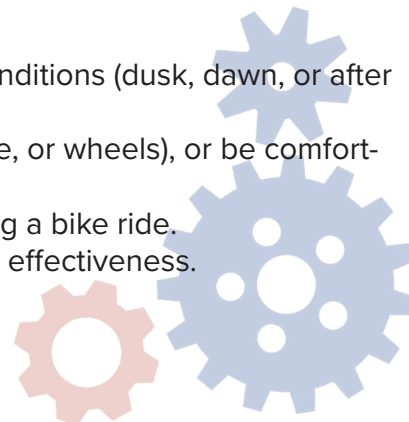 nditions (dusk, dawn, or after
e, or wheels), or be comfort-
g a bike ride.
effectiveness.